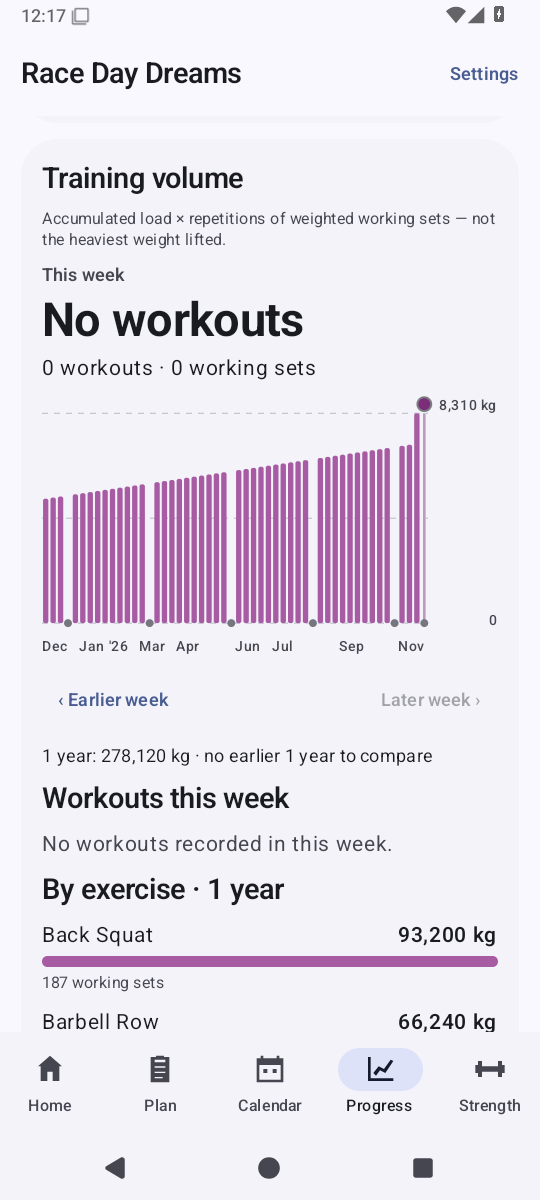 12:17
Race Day Dreams
Settings
Training volume
Accumulated load × repetitions of weighted working sets — not
the heaviest weight lifted.
This week
No workouts
0 workouts · 0 working sets
8,310 kg
0
Dec Jan '26 Mar Apr Jun Jul Sep Nov
‹ Earlier week
Later week ›
1 year: 278,120 kg · no earlier 1 year to compare
Workouts this week
No workouts recorded in this week.
By exercise · 1 year
Back Squat 93,200 kg
187 working sets
Barbell Row 66,240 kg
Home Plan Calendar Progress Strength